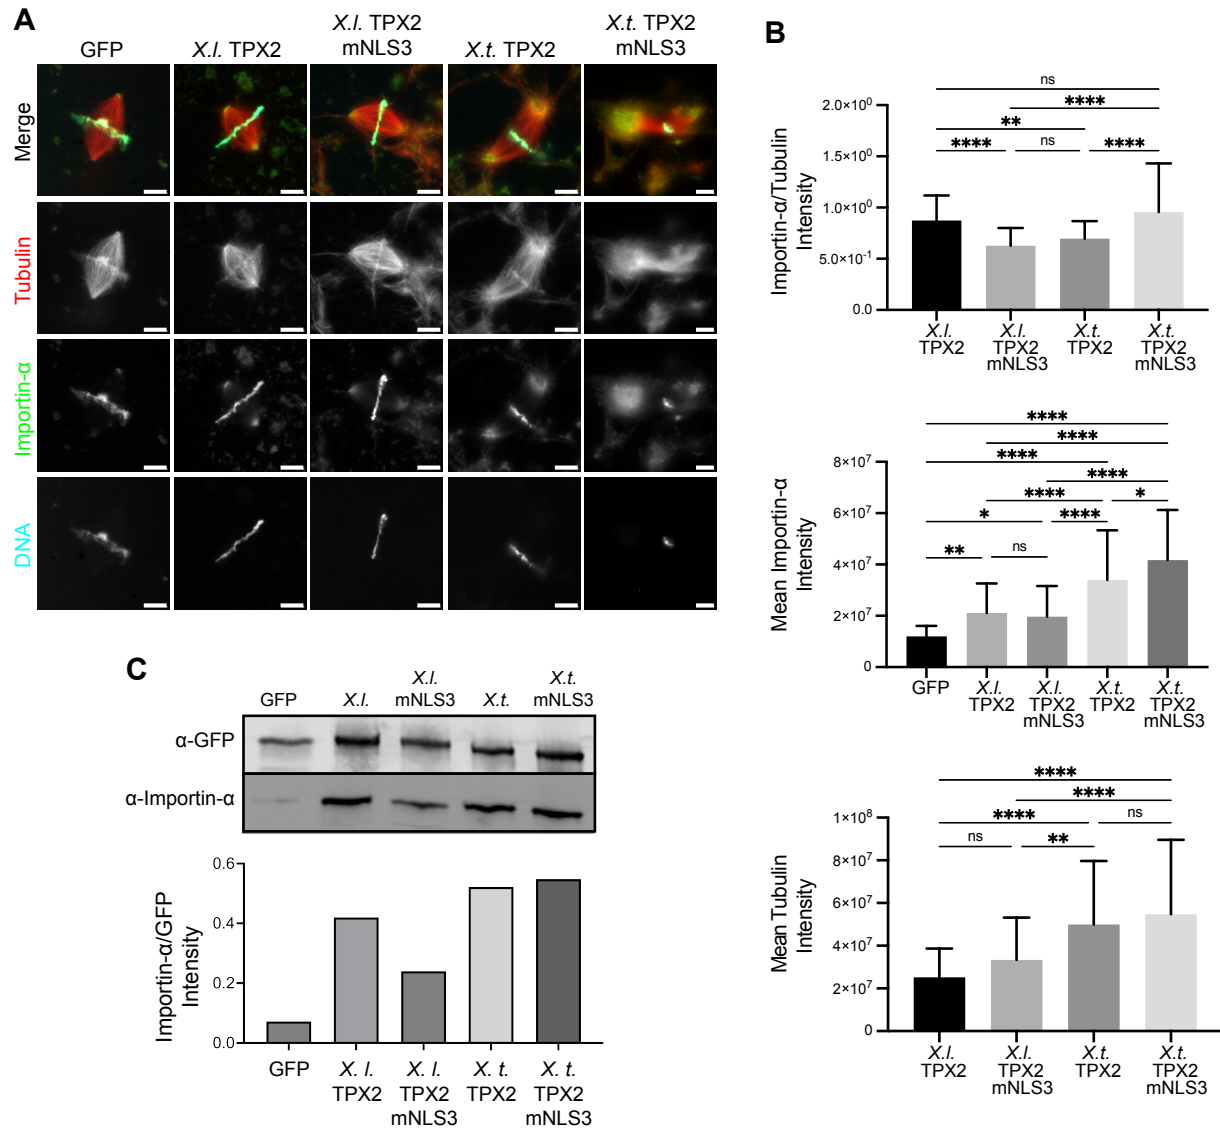 A
GFP
X.l. TPX2
X.l. TPX2
mNLS3
X.t. TPX2
X.t. TPX2
mNLS3
Merge
Tubulin
Importin-α
DNA
B
ns
****
**
****
ns
****
2.0×10⁰
1.5×10⁰
1.0×10⁰
5.0×10⁻¹
0.0
Importin-α/Tubulin
Intensity
X.l.
TPX2
X.l.
TPX2
mNLS3
X.t.
TPX2
X.t.
TPX2
mNLS3
****
****
****
****
****
*
*
****
**
ns
8×10⁷
6×10⁷
4×10⁷
2×10⁷
0
Mean Importin-α
Intensity
GFP
X.l.
TPX2
X.l.
TPX2
mNLS3
X.t.
TPX2
X.t.
TPX2
mNLS3
****
****
****
ns
ns
**
1×10⁸
8×10⁷
6×10⁷
4×10⁷
2×10⁷
0
Mean Tubulin
Intensity
X.l.
TPX2
X.l.
TPX2
mNLS3
X.t.
TPX2
X.t.
TPX2
mNLS3
C
GFP
X.l.
X.l.
mNLS3
X.t.
X.t.
mNLS3
α-GFP
α-Importin-α
0.6
0.4
0.2
0.0
Importin-α/GFP
Intensity
GFP
X. l.
TPX2
X. l.
TPX2
mNLS3
X. t.
TPX2
X. t.
TPX2
mNLS3